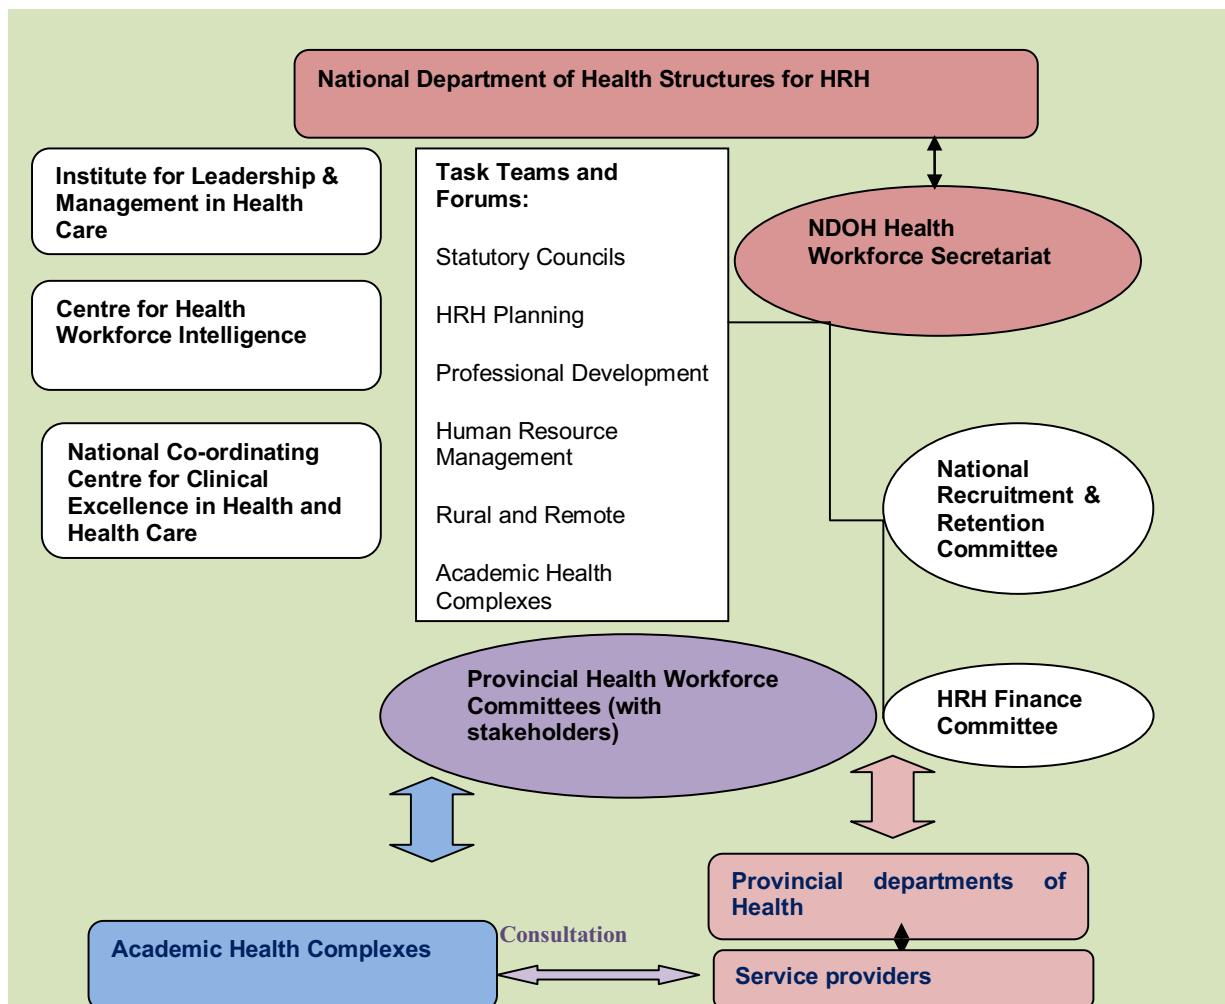 National Department of Health Structures for HRH
Institute for Leadership &
Management in Health
Care
Centre for Health
Workforce Intelligence
National Co-ordinating
Centre for Clinical
Excellence in Health and
Health Care
Task Teams and
Forums:
Statutory Councils
HRH Planning
Professional Development
Human Resource
Management
Rural and Remote
Academic Health
Complexes
NDOH Health
Workforce Secretariat
National
Recruitment &
Retention
Committee
HRH Finance
Committee
Provincial Health Workforce
Committees (with
stakeholders)
Provincial departments of
Health
Academic Health Complexes
Consultation
Service providers